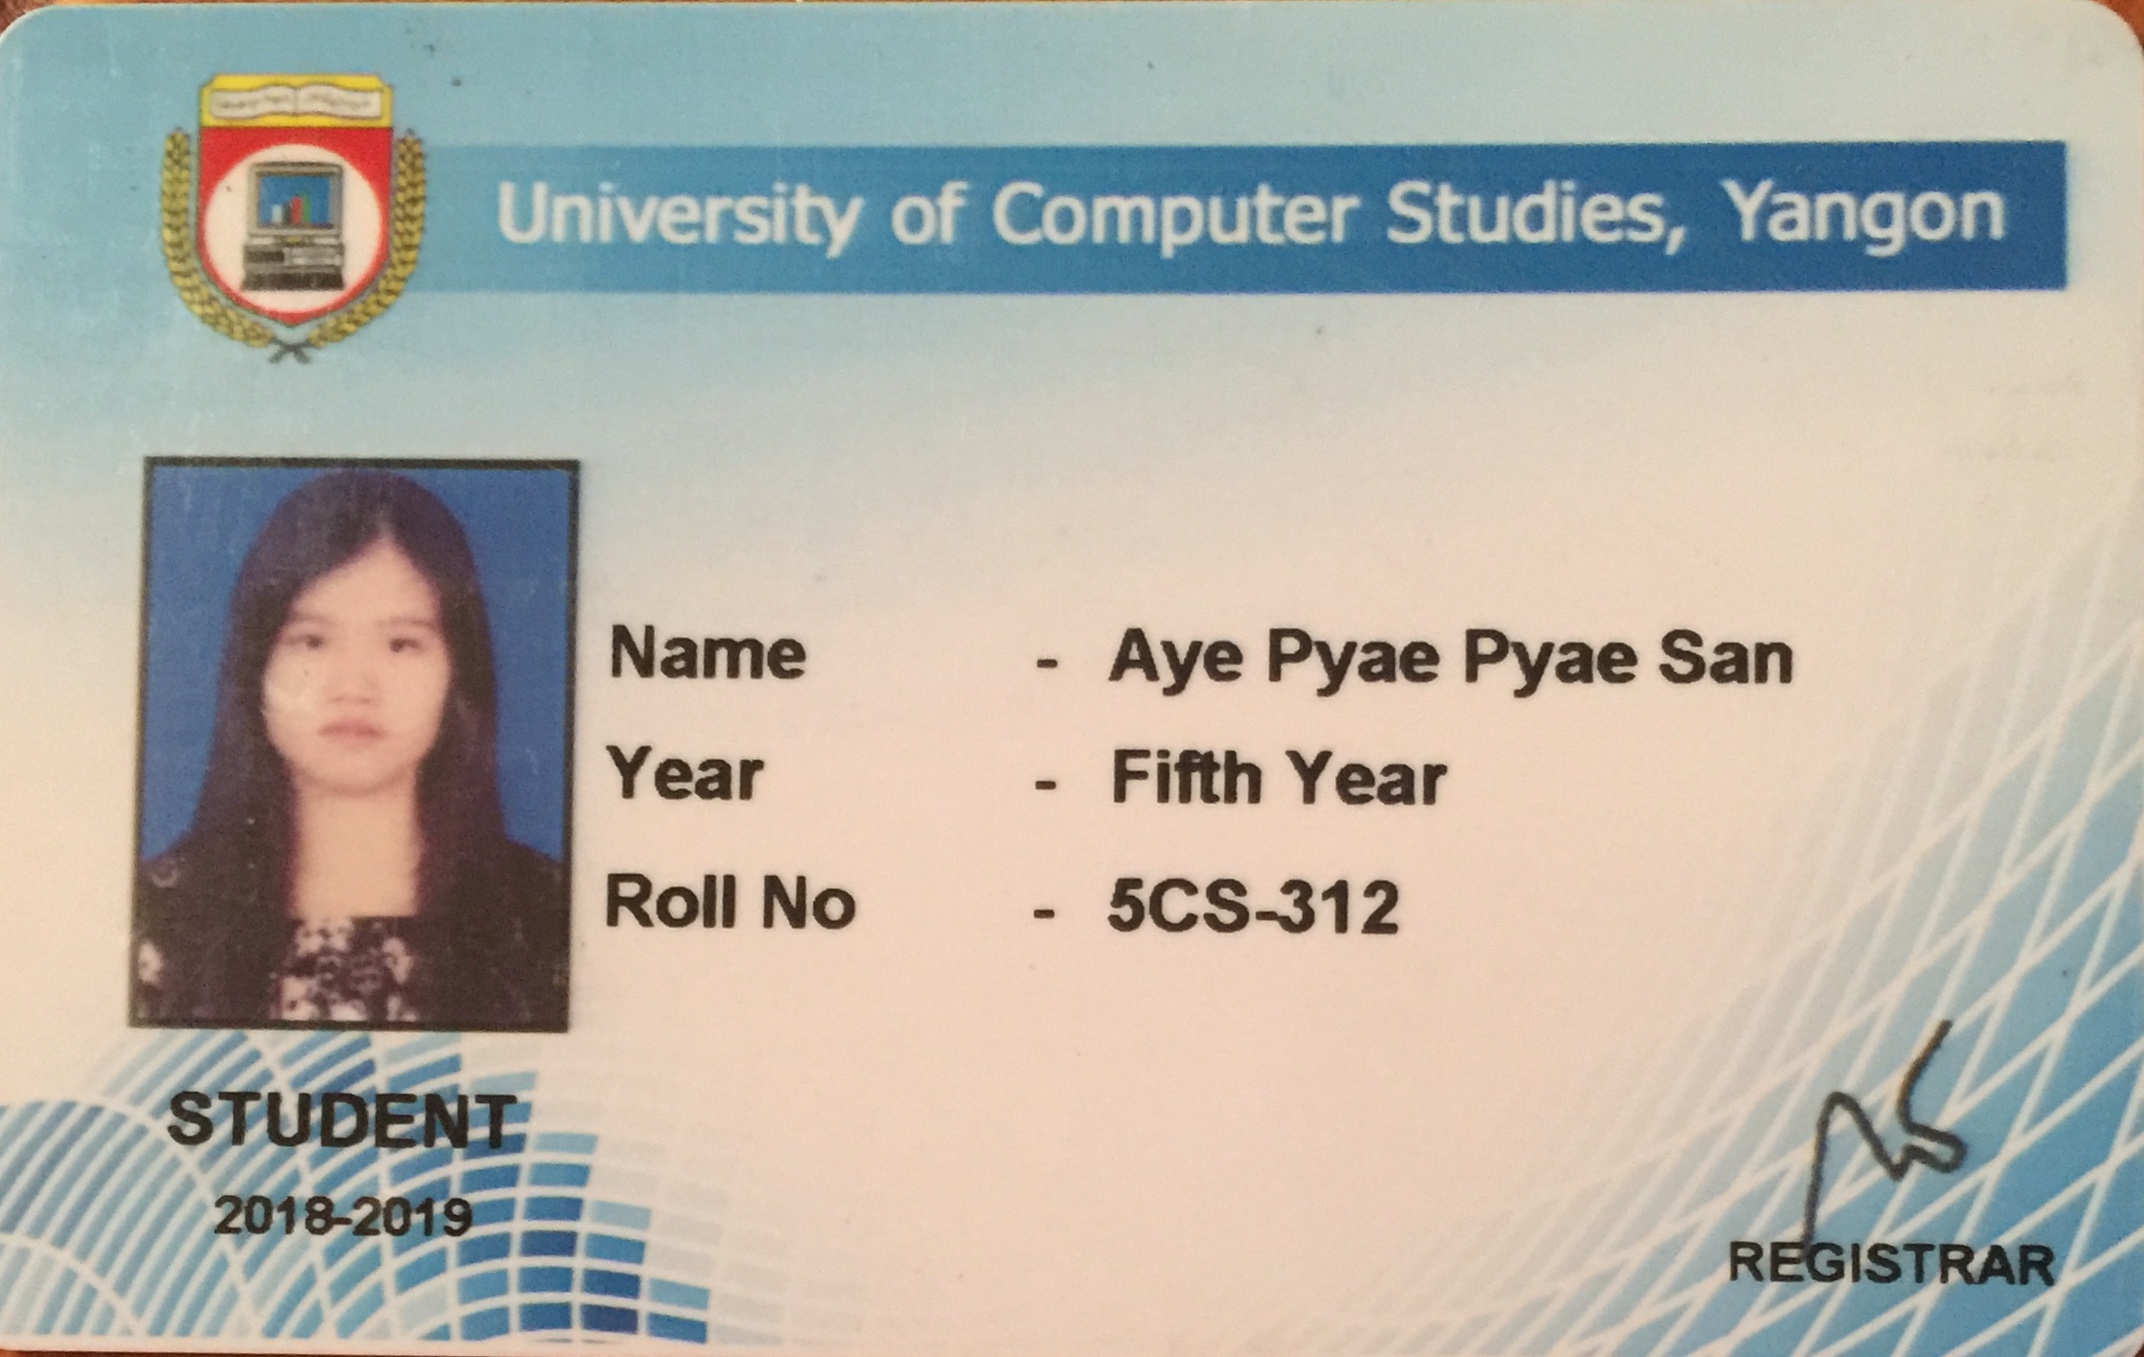 University of Computer Studies, Yangon
Name - Aye Pyae Pyae San
Year - Fifth Year
Roll No - 5CS-312
STUDENT
2018-2019
REGISTRAR